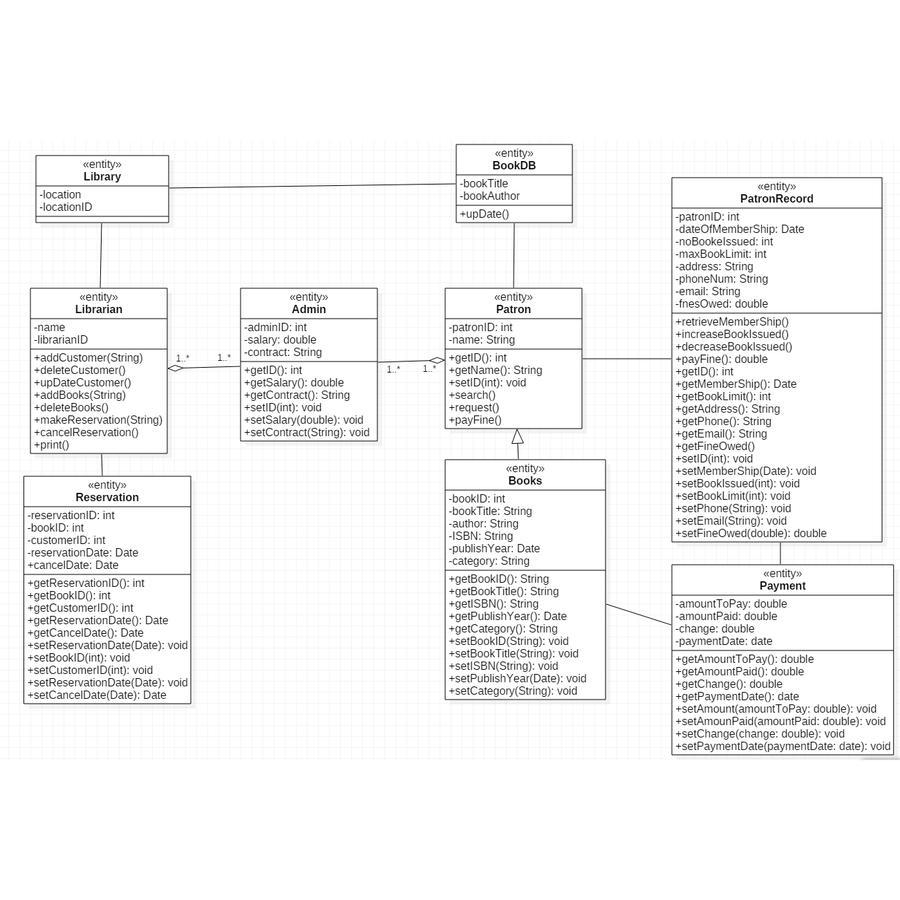 «entity»
Library
-location
-locationID
«entity»
BookDB
-bookTitle
-bookAuthor
+upDate()
«entity»
PatronRecord
-patronID: int
-dateOfMemberShip: Date
-noBookeIssued: int
-maxBookLimit: int
-address: String
-phoneNum: String
-email: String
-fnesOwed: double
+retrieveMemberShip()
+increaseBookIssued()
+decreaseBookIssued()
+payFine(): double
+getID(): int
+getMemberShip(): Date
+getBookLimit(): int
+getAddress(): String
+getPhone(): String
+getEmail(): String
+getFineOwed()
+setID(int): void
+setMemberShip(Date): void
+setBookIssued(int): void
+setBookLimit(int): void
+setPhone(String): void
+setEmail(String): void
+setFineOwed(double): double
«entity»
Librarian
-name
-librarianID
+addCustomer(String)
+deleteCustomer()
+upDateCustomer()
+addBooks(String)
+deleteBooks()
+makeReservation(String)
+cancelReservation()
+print()
1..*
1..*
«entity»
Admin
-adminID: int
-salary: double
-contract: String
+getID(): int
+getSalary(): double
+getContract(): String
+setID(int): void
+setSalary(double): void
+setContract(String): void
1..*
1..*
«entity»
Patron
-patronID: int
-name: String
+getID(): int
+getName(): String
+setID(int): void
+search()
+request()
+payFine()
«entity»
Reservation
-reservationID: int
-bookID: int
-customerID: int
-reservationDate: Date
+cancelDate: Date
+getReservationID(): int
+getBookID(): int
+getCustomerID(): int
+getReservationDate(): Date
+getCancelDate(): Date
+setReservationDate(Date): void
+setBookID(int): void
+setCustomerID(int): void
+setReservationDate(Date): void
+setCancelDate(Date): Date
«entity»
Books
-bookID: int
-bookTitle: String
-author: String
-ISBN: String
-publishYear: Date
-category: String
+getBookID(): String
+getBookTitle(): String
+getISBN(): String
+getPublishYear(): Date
+getCategory(): String
+setBookID(String): void
+setBookTitle(String): void
+setISBN(String): void
+setPublishYear(Date): void
+setCategory(String): void
«entity»
Payment
-amountToPay: double
-amountPaid: double
-change: double
-paymentDate: date
+getAmountToPay(): double
+getAmountPaid(): double
+getChange(): double
+getPaymentDate(): date
+setAmount(amountToPay: double): void
+setAmounPaid(amountPaid: double): void
+setChange(change: double): void
+setPaymentDate(paymentDate: date): void